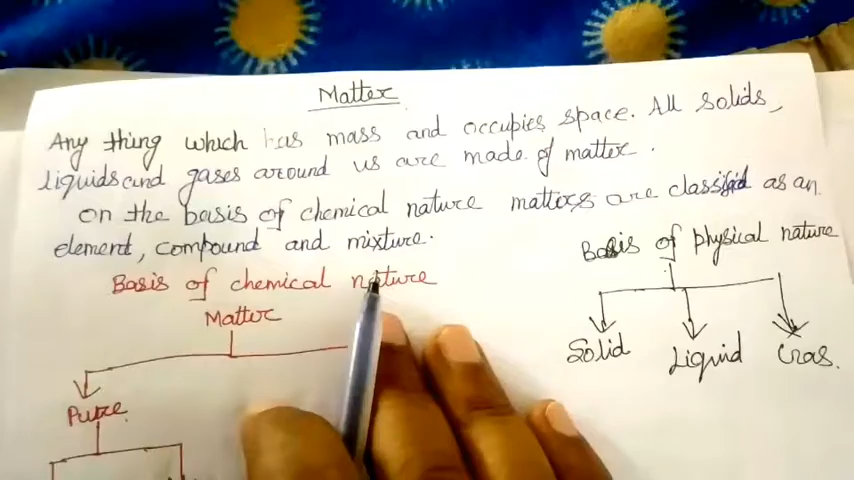 Matter
Any thing which has mass and occupies space. All solids,
liquids and gases around us are made of matter.
on the basis of chemical nature matters are classified as an
element, compound and mixture.
Basis of physical nature
Basis of chemical nature
Matter
Solid Liquid Gas.
Pure